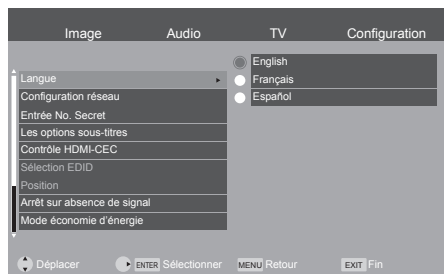 Image Audio TV Configuration
English
Langue Français
Configuration réseau Español
Entrée No. Secret
Les options sous-titres
Contrôle HDMI-CEC
Sélection EDID
Position
Arrêt sur absence de signal
Mode économie d'énergie
Déplacer ENTER Sélectionner MENU Retour EXIT Fin